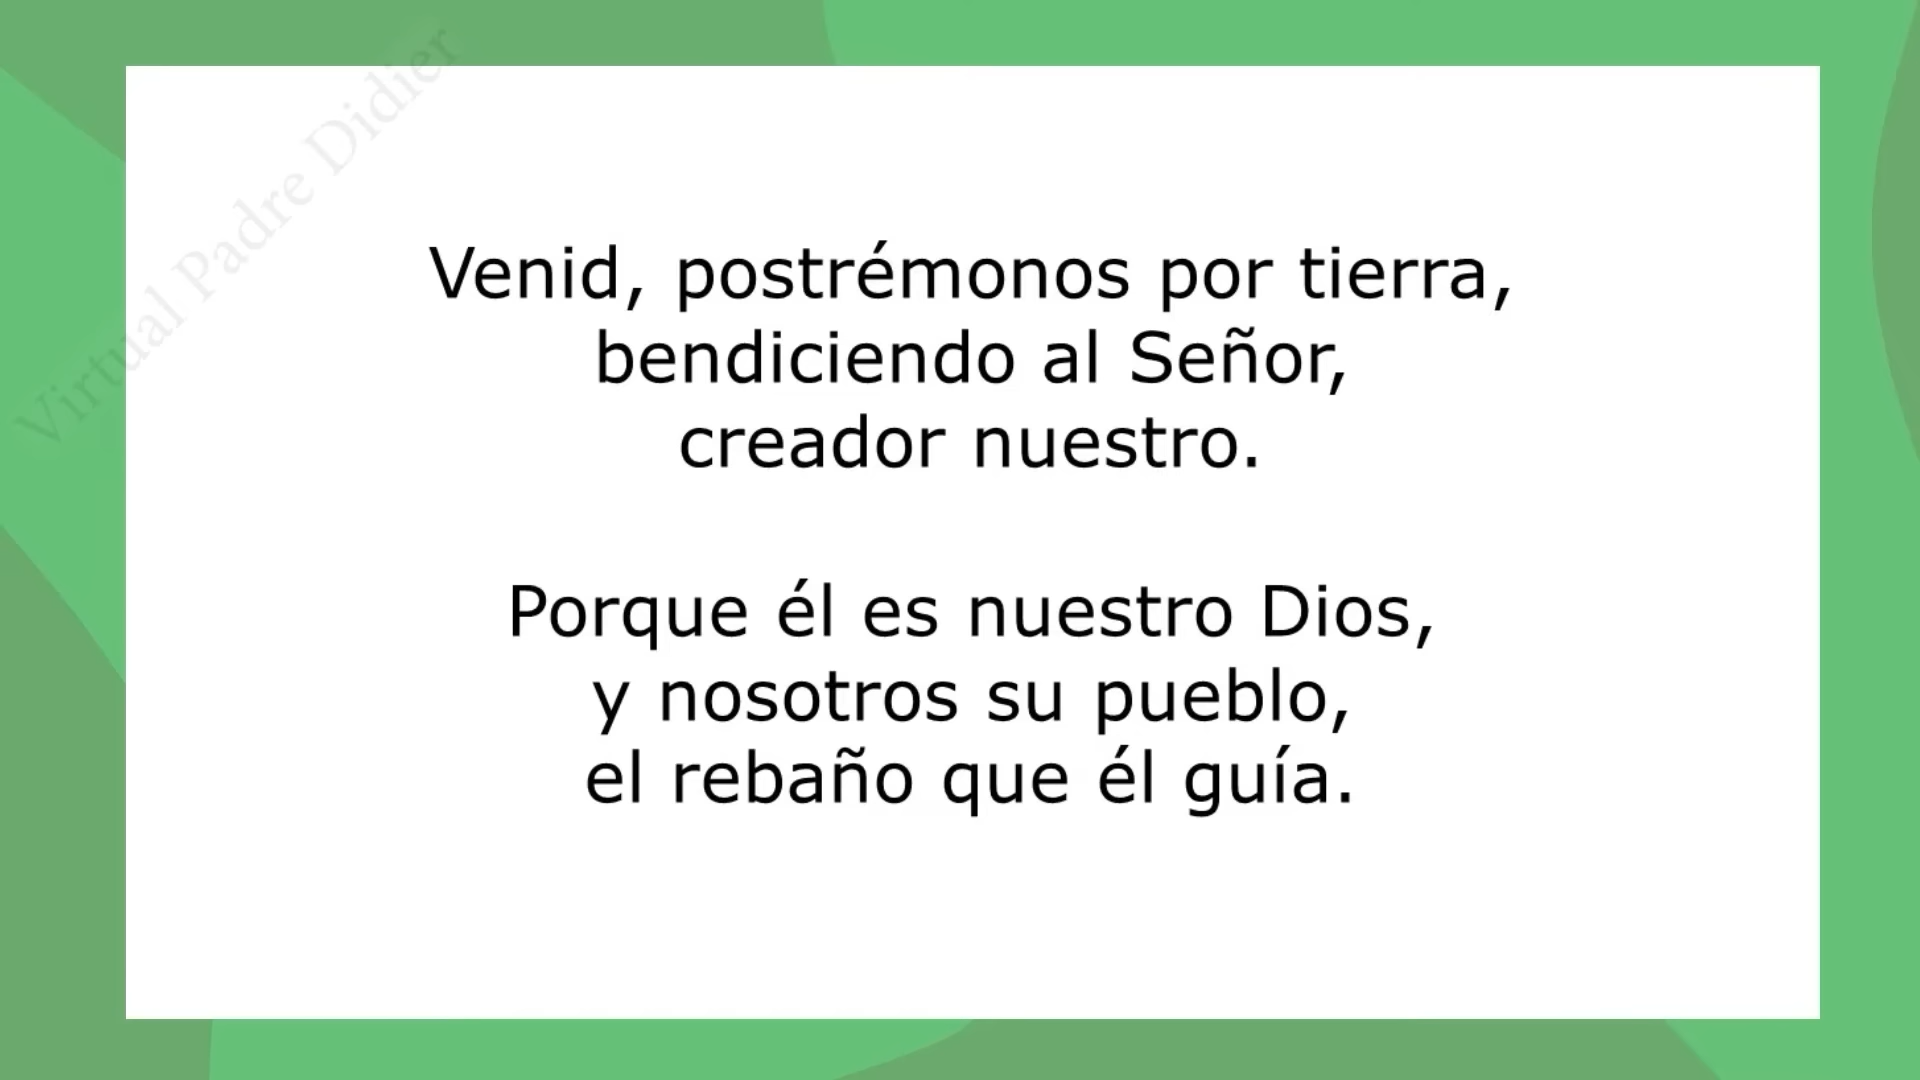 Virtual Padre Didier
Venid, postrémonos por tierra,
bendiciendo al Señor,
creador nuestro.
Porque él es nuestro Dios,
y nosotros su pueblo,
el rebaño que él guía.